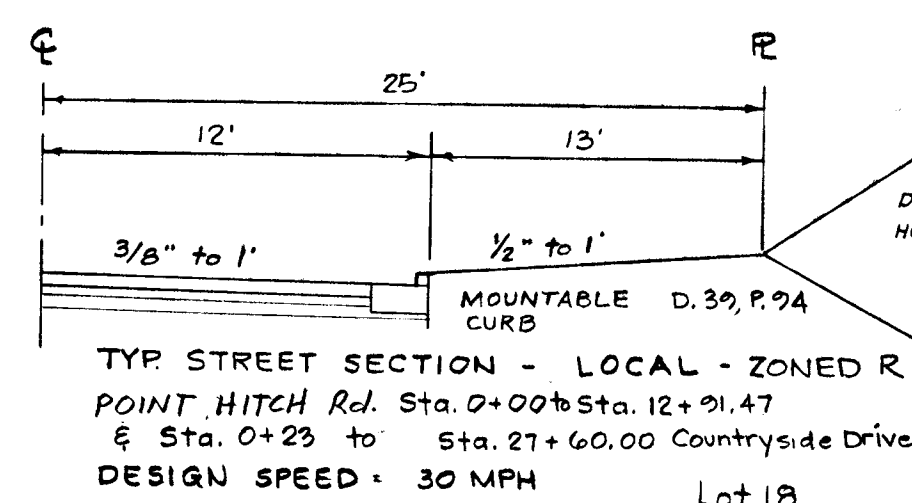 ℄ PL
25'
12' 13'
3/8" to 1' 1/2" to 1'
MOUNTABLE D. 39, P. 94
CURB
TYP. STREET SECTION - LOCAL - ZONED R
POINT HITCH Rd. Sta. 0+00 to Sta. 12+91.47
& Sta. 0+23 to Sta. 27+60.00 Countryside Drive
DESIGN SPEED = 30 MPH
Lot 18